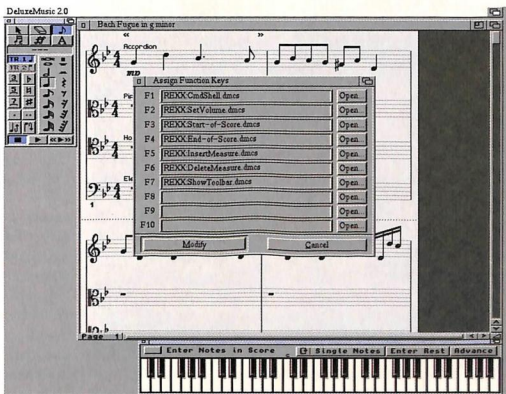 DeluxeMusic 2.0
Bach Fugue in g minor
Accordion
Assign Function Keys
F1 REXX:CmdShell.dmcs Open...
F2 REXX:SetVolume.dmcs Open...
F3 REXX:Start-of-Score.dmcs Open...
F4 REXX:End-of-Score.dmcs Open...
F5 REXX:InsertMeasure.dmcs Open...
F6 REXX:DeleteMeasure.dmcs Open...
F7 REXX:ShowToolbar.dmcs Open...
F8 Open...
F9 Open...
F10 Open...
Modify Cancel
1
Page 1
Enter Notes in Score Single Notes Enter Rest Advance